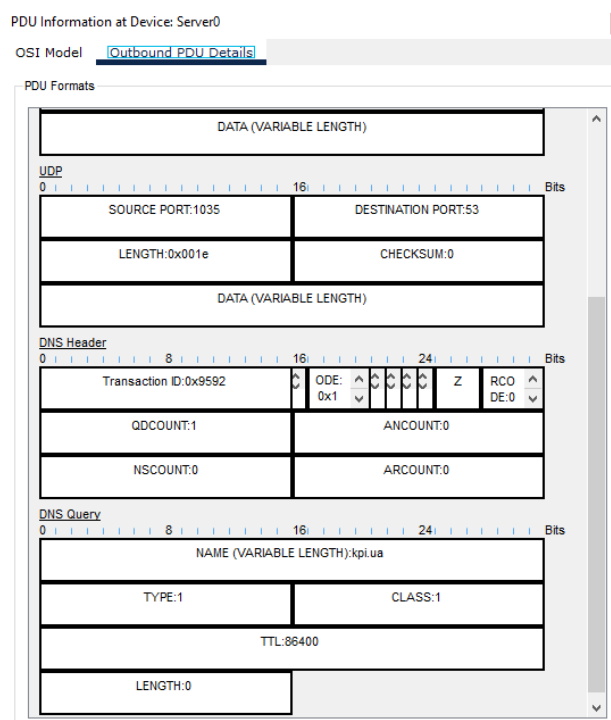 PDU Information at Device: Server0
OSI Model Outbound PDU Details
PDU Formats
DATA (VARIABLE LENGTH)
UDP
0 16 Bits
SOURCE PORT:1035 DESTINATION PORT:53
LENGTH:0x001e CHECKSUM:0
DATA (VARIABLE LENGTH)
DNS Header
0 8 16 24 Bits
Transaction ID:0x9592 ODE: Z RCO
0x1 DE:0
QDCOUNT:1 ANCOUNT:0
NSCOUNT:0 ARCOUNT:0
DNS Query
0 8 16 24 Bits
NAME (VARIABLE LENGTH):kpi.ua
TYPE:1 CLASS:1
TTL:86400
LENGTH:0